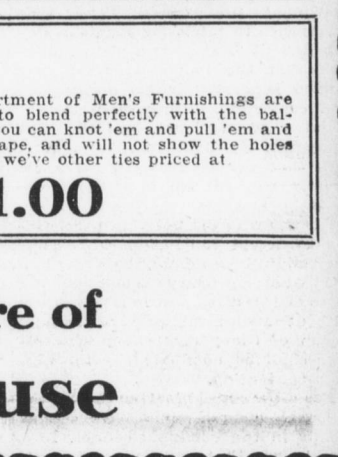 rtment of Men's Furnishings are
to blend perfectly with the bal-
ou can knot 'em and pull 'em and
ape, and will not show the holes
we've other ties priced at
1.00
re of
use